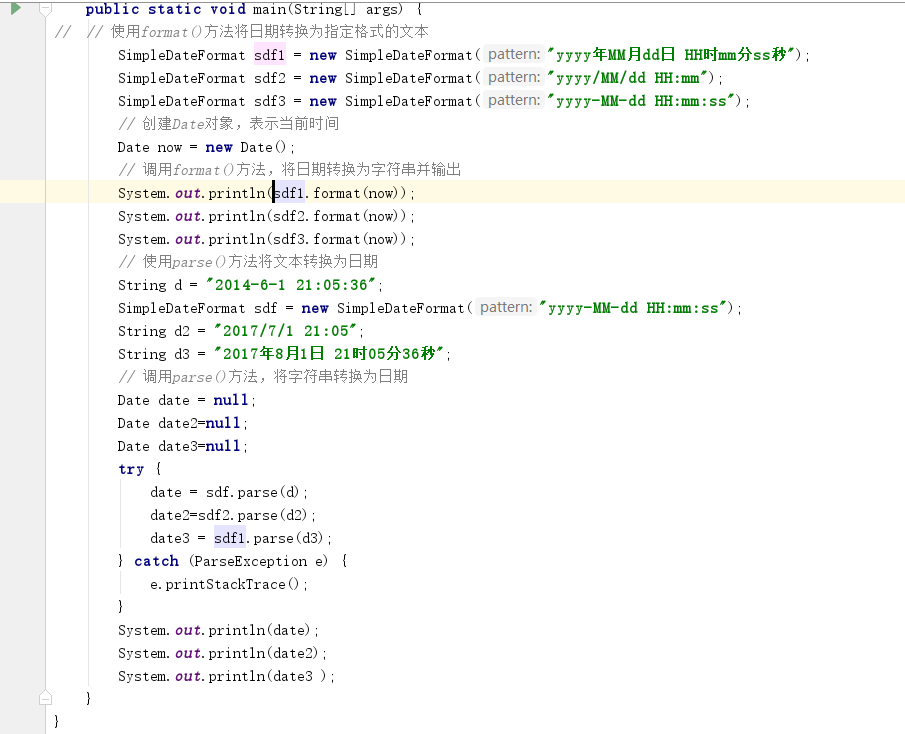 public static void main(String[] args) {
//  // 使用format()方法将日期转换为指定格式的文本
SimpleDateFormat sdf1 = new SimpleDateFormat( pattern: "yyyy年MM月dd日 HH时mm分ss秒");
SimpleDateFormat sdf2 = new SimpleDateFormat( pattern: "yyyy/MM/dd HH:mm");
SimpleDateFormat sdf3 = new SimpleDateFormat( pattern: "yyyy-MM-dd HH:mm:ss");
// 创建Date对象，表示当前时间
Date now = new Date();
// 调用format()方法，将日期转换为字符串并输出
System.out.println(sdf1.format(now));
System.out.println(sdf2.format(now));
System.out.println(sdf3.format(now));
// 使用parse()方法将文本转换为日期
String d = "2014-6-1 21:05:36";
SimpleDateFormat sdf = new SimpleDateFormat( pattern: "yyyy-MM-dd HH:mm:ss");
String d2 = "2017/7/1 21:05";
String d3 = "2017年8月1日 21时05分36秒";
// 调用parse()方法，将字符串转换为日期
Date date = null;
Date date2=null;
Date date3=null;
try {
date = sdf.parse(d);
date2=sdf2.parse(d2);
date3 = sdf1.parse(d3);
} catch (ParseException e) {
e.printStackTrace();
}
System.out.println(date);
System.out.println(date2);
System.out.println(date3 );
}
}